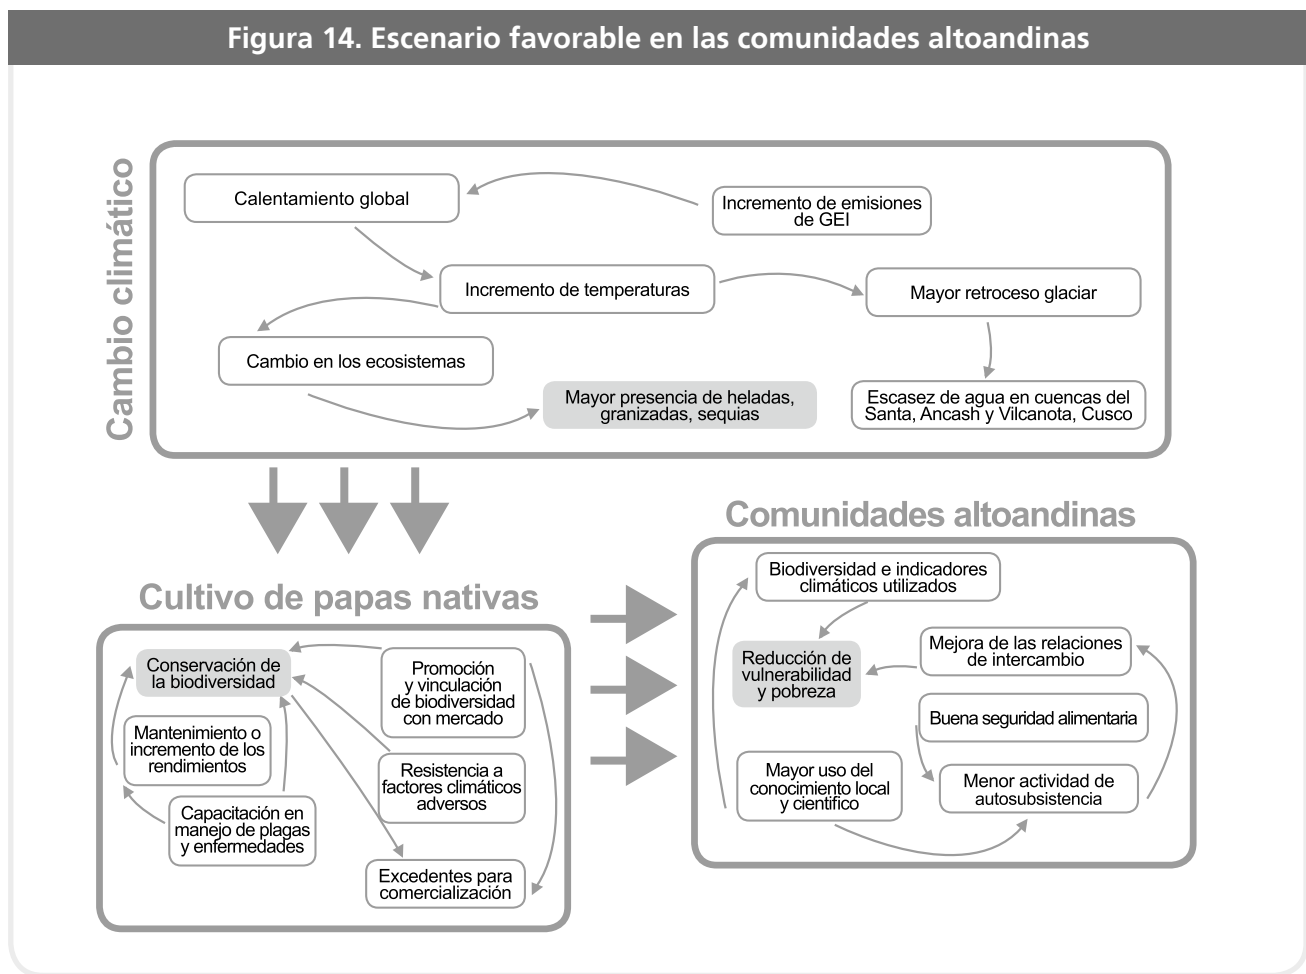 Figura 14. Escenario favorable en las comunidades altoandinas
Cambio climático
Calentamiento global
Incremento de emisiones
de GEI
Incremento de temperaturas
Mayor retroceso glaciar
Cambio en los ecosistemas
Mayor presencia de heladas,
granizadas, sequias
Escasez de agua en cuencas del
Santa, Ancash y Vilcanota, Cusco
Cultivo de papas nativas
Conservación de
la biodiversidad
Promoción
y vinculación
de biodiversidad
con mercado
Mantenimiento o
incremento de los
rendimientos
Resistencia a
factores climáticos
adversos
Capacitación en
manejo de plagas
y enfermedades
Excedentes para
comercialización
Comunidades altoandinas
Biodiversidad e indicadores
climáticos utilizados
Reducción de
vulnerabilidad
y pobreza
Mejora de las relaciones
de intercambio
Buena seguridad alimentaria
Mayor uso del
conocimiento local
y científico
Menor actividad de
autosubsistencia